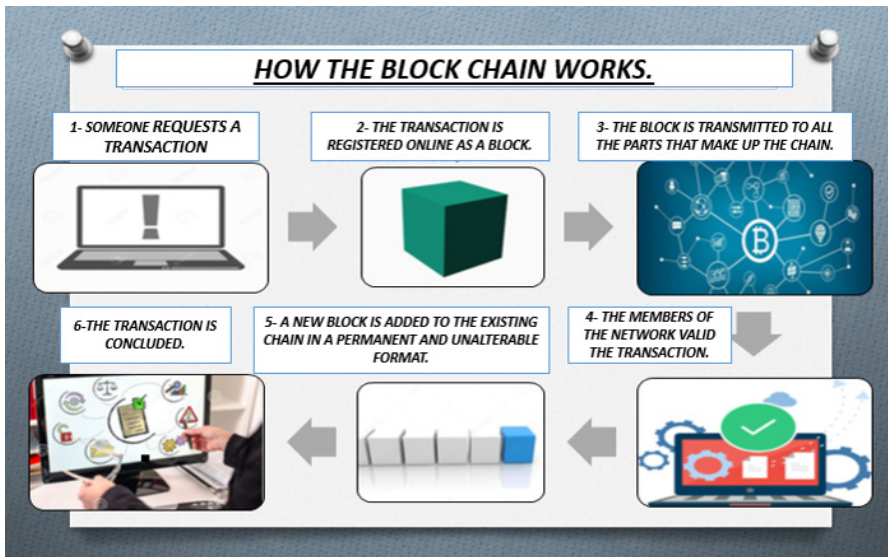 HOW THE BLOCK CHAIN WORKS.
1- SOMEONE REQUESTS A
TRANSACTION
2- THE TRANSACTION IS
REGISTERED ONLINE AS A BLOCK.
3- THE BLOCK IS TRANSMITTED TO ALL
THE PARTS THAT MAKE UP THE CHAIN.
4- THE MEMBERS OF
THE NETWORK VALID
THE TRANSACTION.
5- A NEW BLOCK IS ADDED TO THE EXISTING
CHAIN IN A PERMANENT AND UNALTERABLE
FORMAT.
6-THE TRANSACTION IS
CONCLUDED.